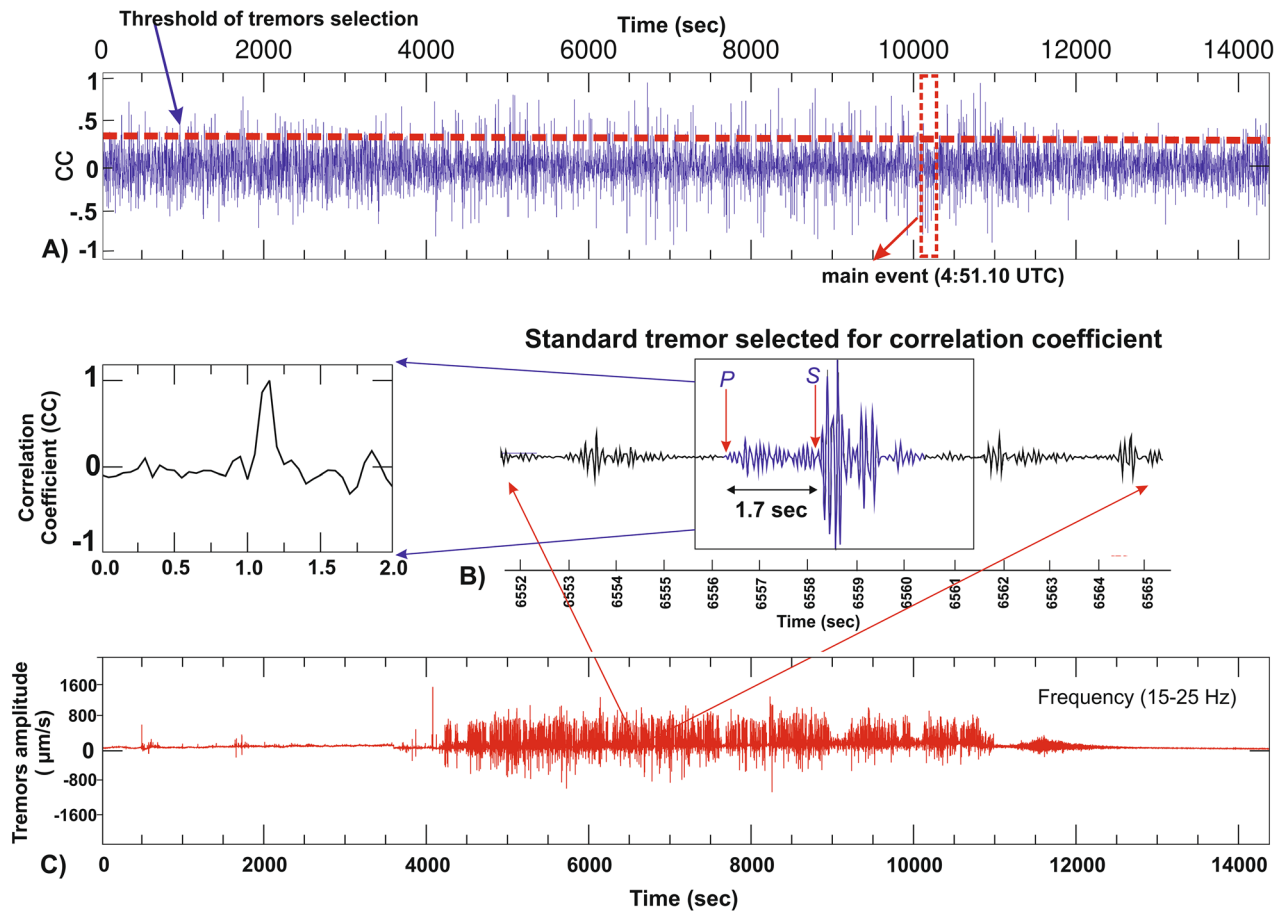 Threshold of tremors selection
Time (sec)
0 2000 4000 6000 8000 10000 12000 14000
1
.5
0
-.5
-1
CC
A)
main event (4:51.10 UTC)
Standard tremor selected for correlation coefficient
1
0
-1
Correlation
Coefficient (CC)
0.0 0.5 1.0 1.5 2.0
P
S
1.7 sec
B)
6552 6553 6554 6555 6556 6557 6558 6559 6560 6561 6562 6563 6564 6565
Time (sec)
Tremors amplitude
( μm/s)
1600
800
0
-800
-1600
Frequency (15-25 Hz)
C)
0 2000 4000 6000 8000 10000 12000 14000
Time (sec)